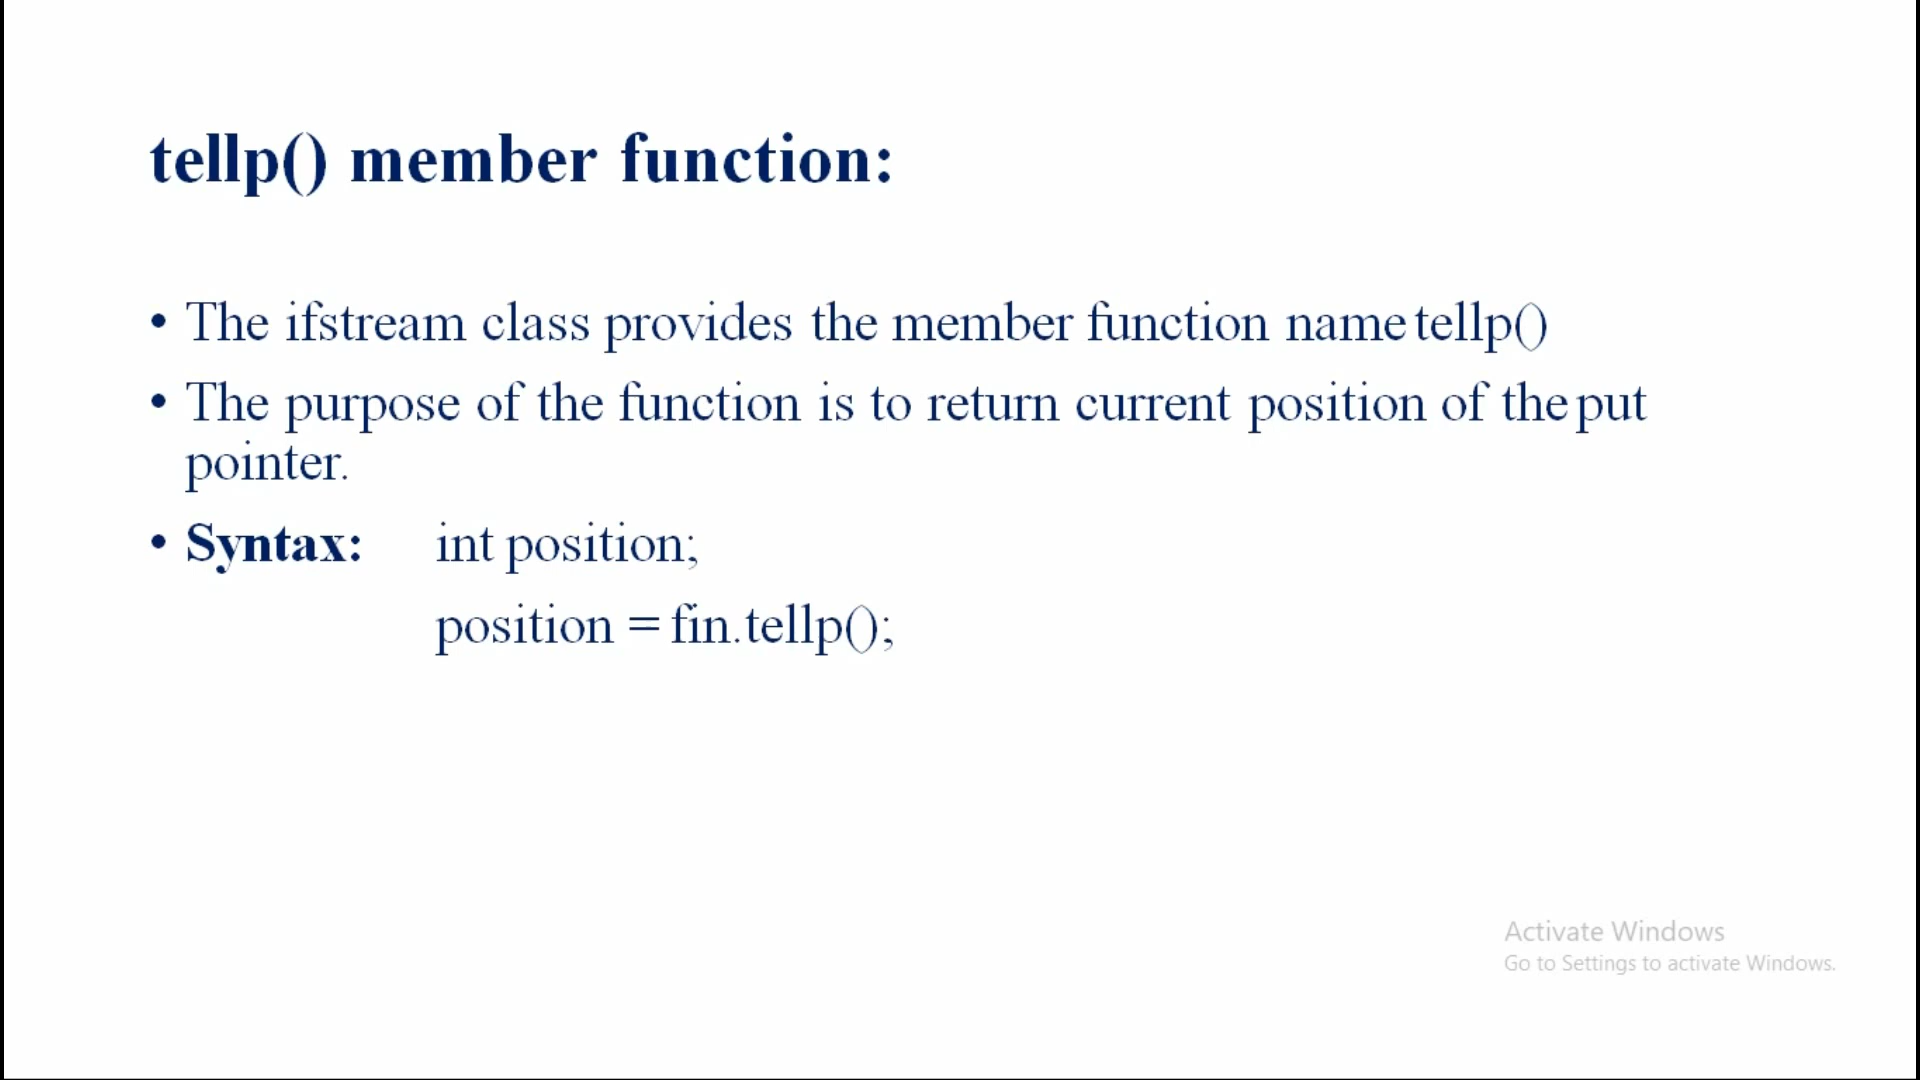 tellp() member function:
• The ifstream class provides the member function name tellp()
• The purpose of the function is to return current position of the put
pointer.
• Syntax: int position;
position = fin.tellp();
Activate Windows
Go to Settings to activate Windows.